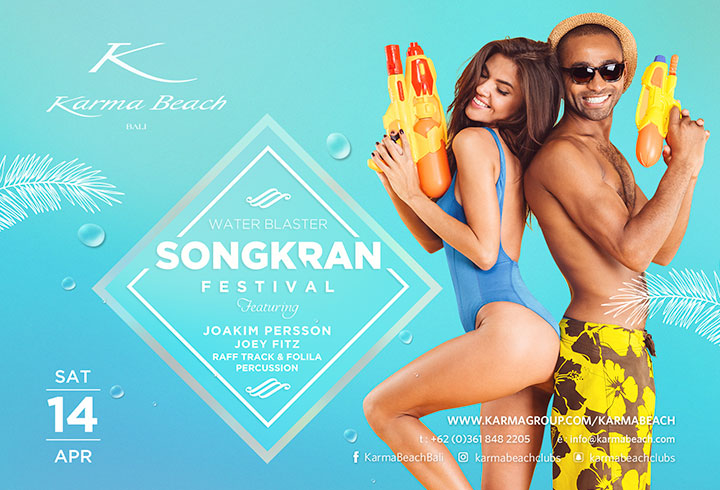 K
Karma Beach
BALI
WATER BLASTER
SONGKRAN
FESTIVAL
Featuring
JOAKIM PERSSON
JOEY FITZ
RAFF TRACK & FOLILA
PERCUSSION
SAT
14
APR
WWW.KARMAGROUP.COM/KARMABEACH
t.: +62 (0)361 848 2205 e: info@karmabeach.com
f KarmaBeachBali karmabeachclubs karmabeachclubs